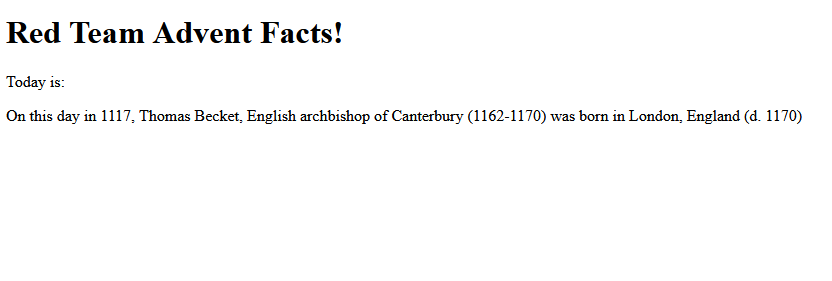 Red Team Advent Facts!
Today is:
On this day in 1117, Thomas Becket, English archbishop of Canterbury (1162-1170) was born in London, England (d. 1170)